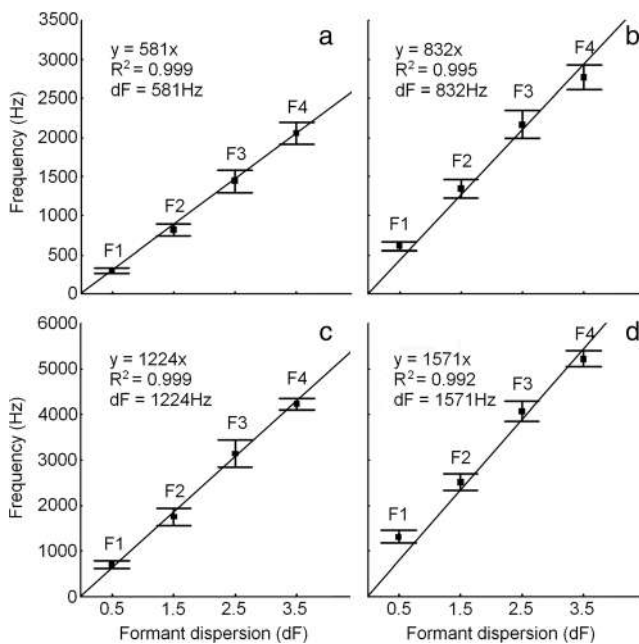 a
y = 581x
R² = 0.999
dF = 581Hz
F1
F2
F3
F4
3500
3000
2500
2000
1500
1000
500
0
Frequency (Hz)
b
y = 832x
R² = 0.995
dF = 832Hz
F1
F2
F3
F4
c
y = 1224x
R² = 0.999
dF = 1224Hz
F1
F2
F3
F4
6000
5000
4000
3000
2000
1000
0
Frequency (Hz)
0.5 1.5 2.5 3.5
Formant dispersion (dF)
d
y = 1571x
R² = 0.992
dF = 1571Hz
F1
F2
F3
F4
0.5 1.5 2.5 3.5
Formant dispersion (dF)